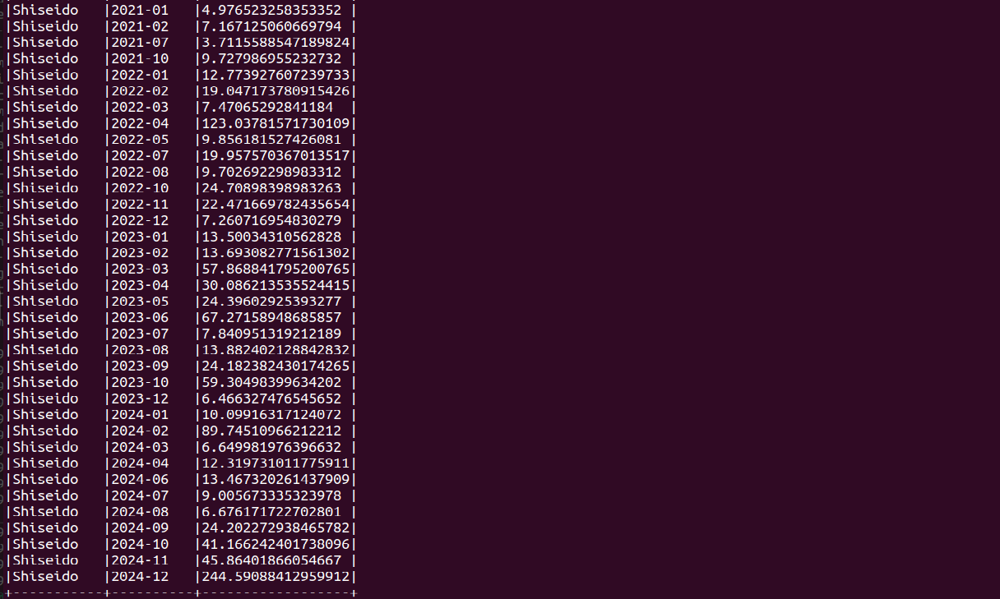 |Shiseido   |2021-01   |4.976523258353352 |
|Shiseido   |2021-02   |7.167125060669794 |
|Shiseido   |2021-07   |3.7115588547189824|
|Shiseido   |2021-10   |9.727986955232732 |
|Shiseido   |2022-01   |12.773927607239733|
|Shiseido   |2022-02   |19.047173780915426|
|Shiseido   |2022-03   |7.47065292841184  |
|Shiseido   |2022-04   |123.03781571730109|
|Shiseido   |2022-05   |9.856181527426081 |
|Shiseido   |2022-07   |19.957570367013517|
|Shiseido   |2022-08   |9.702692298983312 |
|Shiseido   |2022-10   |24.70898398983263 |
|Shiseido   |2022-11   |22.471669782435654|
|Shiseido   |2022-12   |7.260716954830279 |
|Shiseido   |2023-01   |13.50034310562828 |
|Shiseido   |2023-02   |13.693082771561302|
|Shiseido   |2023-03   |57.868841795200765|
|Shiseido   |2023-04   |30.086213535524415|
|Shiseido   |2023-05   |24.39602925393277 |
|Shiseido   |2023-06   |67.27158948685857 |
|Shiseido   |2023-07   |7.840951319212189 |
|Shiseido   |2023-08   |13.882402128842832|
|Shiseido   |2023-09   |24.182382430174265|
|Shiseido   |2023-10   |59.30498399634202 |
|Shiseido   |2023-12   |6.466327476545652 |
|Shiseido   |2024-01   |10.09916317124072 |
|Shiseido   |2024-02   |89.74510966212212 |
|Shiseido   |2024-03   |6.649981976396632 |
|Shiseido   |2024-04   |12.319731011775911|
|Shiseido   |2024-06   |13.467320261437909|
|Shiseido   |2024-07   |9.005673335323978 |
|Shiseido   |2024-08   |6.676171722702801 |
|Shiseido   |2024-09   |24.202272938465782|
|Shiseido   |2024-10   |41.166242401738096|
|Shiseido   |2024-11   |45.86401866054667 |
|Shiseido   |2024-12   |244.59088412959912|
+-----------+----------+------------------+